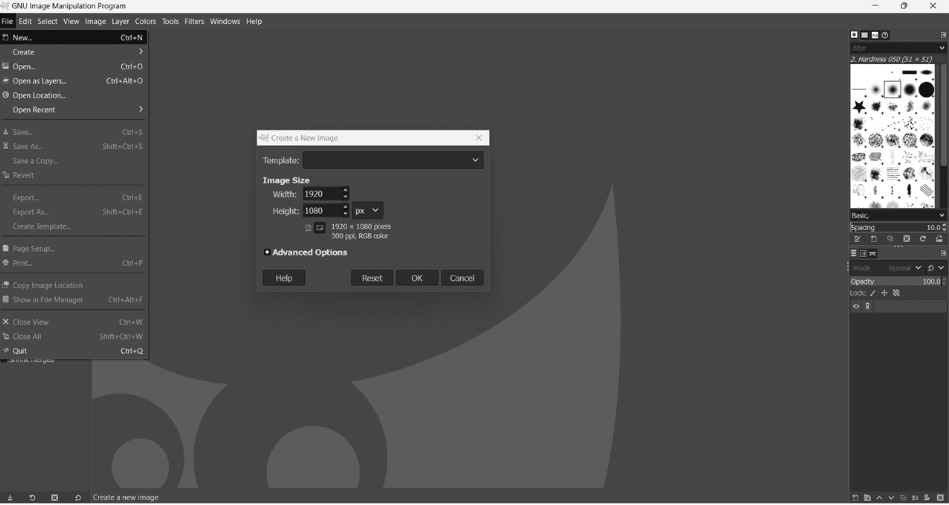 GNU Image Manipulation Program
File Edit Select View Image Layer Colors Tools Filters Windows Help
New... Ctrl+N
Create
Open... Ctrl+O
Open as Layers... Ctrl+Alt+O
Open Location...
Open Recent
Save... Ctrl+S
Save As... Shift+Ctrl+S
Save a Copy...
Revert
Export... Ctrl+E
Export As... Shift+Ctrl+E
Create Template...
Page Setup...
Print... Ctrl+P
Copy Image Location
Show in File Manager Ctrl+Alt+F
Close View Ctrl+W
Close All Shift+Ctrl+W
Quit Ctrl+Q
Shrink merged
Create a new image
Create a New Image
Template:
Image Size
Width: 1920
Height: 1080 px
1920 × 1080 pixels
300 ppi, RGB color
Advanced Options
Help Reset OK Cancel
filter
2. Hardness 050 (51 × 51)
Basic,
Spacing 10.0
Mode Normal
Opacity 100.0
Lock: